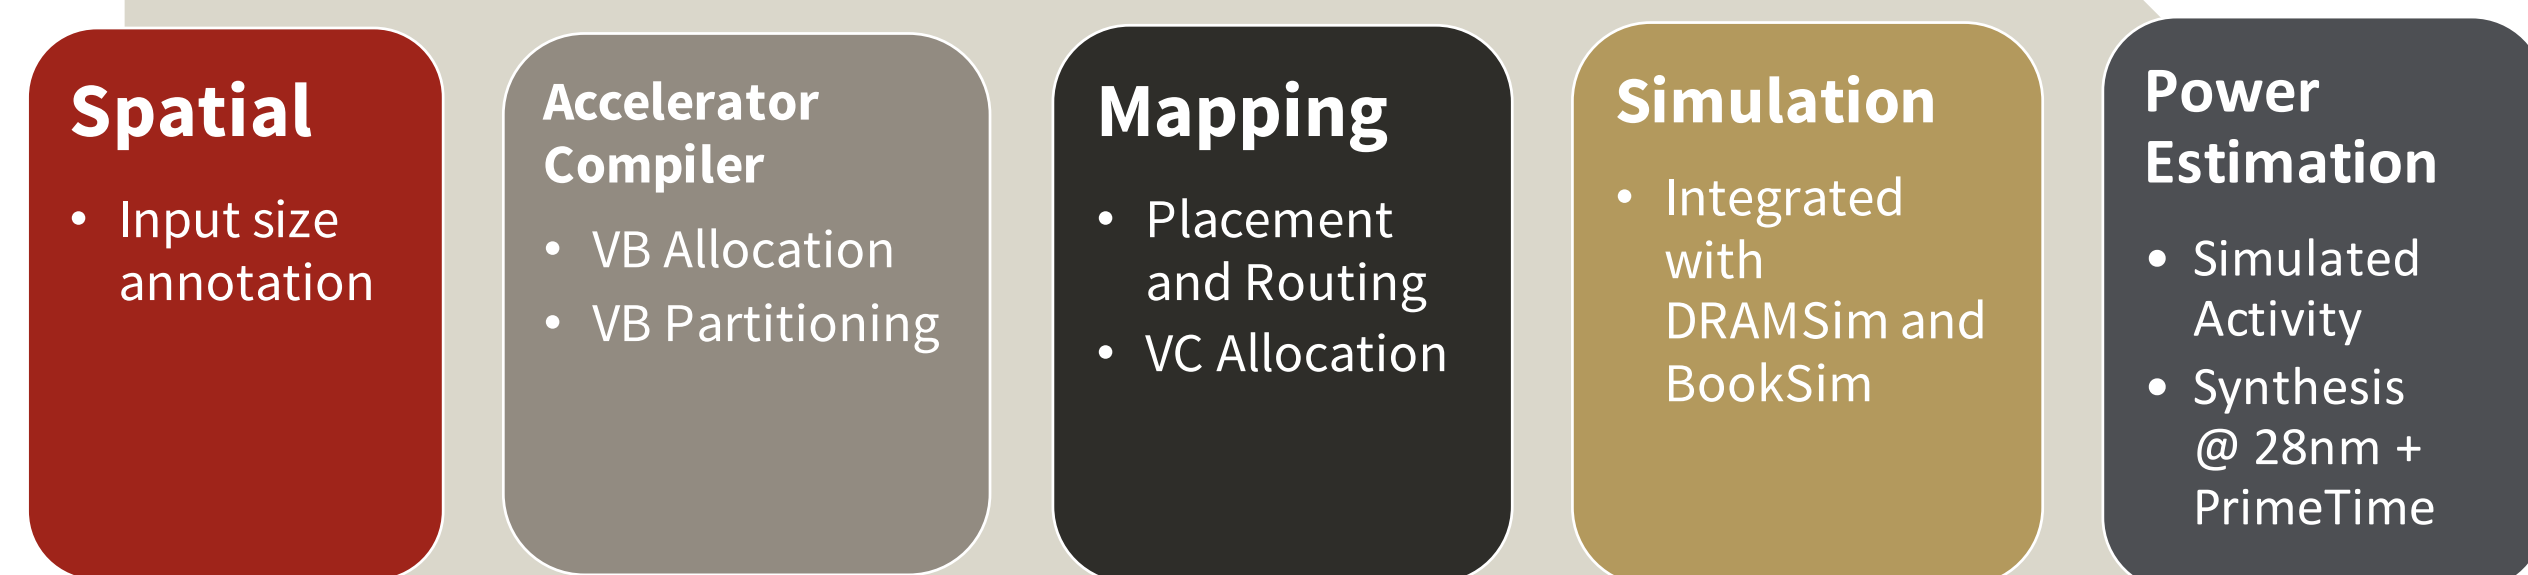 Spatial
• Input size
annotation
Accelerator
Compiler
• VB Allocation
• VB Partitioning
Mapping
• Placement
and Routing
• VC Allocation
Simulation
• Integrated
with
DRAMSim and
BookSim
Power
Estimation
• Simulated
Activity
• Synthesis
@ 28nm +
PrimeTime